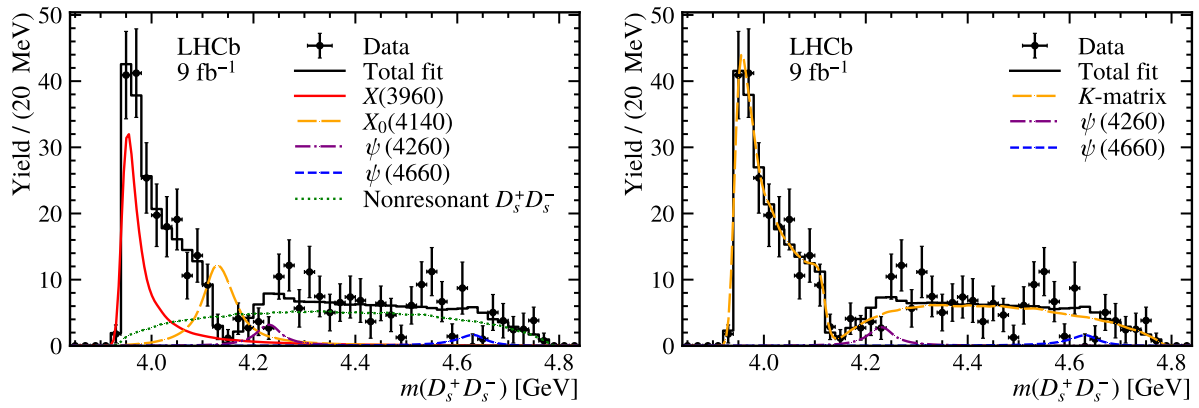 50
40
30
20
10
0
Yield / (20 MeV)
LHCb
9 fb⁻¹
Data
Total fit
X(3960)
X₀(4140)
ψ(4260)
ψ(4660)
Nonresonant D_s⁺D_s⁻
4.0 4.2 4.4 4.6 4.8
m(D_s⁺D_s⁻) [GeV]
50
40
30
20
10
0
Yield / (20 MeV)
LHCb
9 fb⁻¹
Data
Total fit
K-matrix
ψ(4260)
ψ(4660)
4.0 4.2 4.4 4.6 4.8
m(D_s⁺D_s⁻) [GeV]